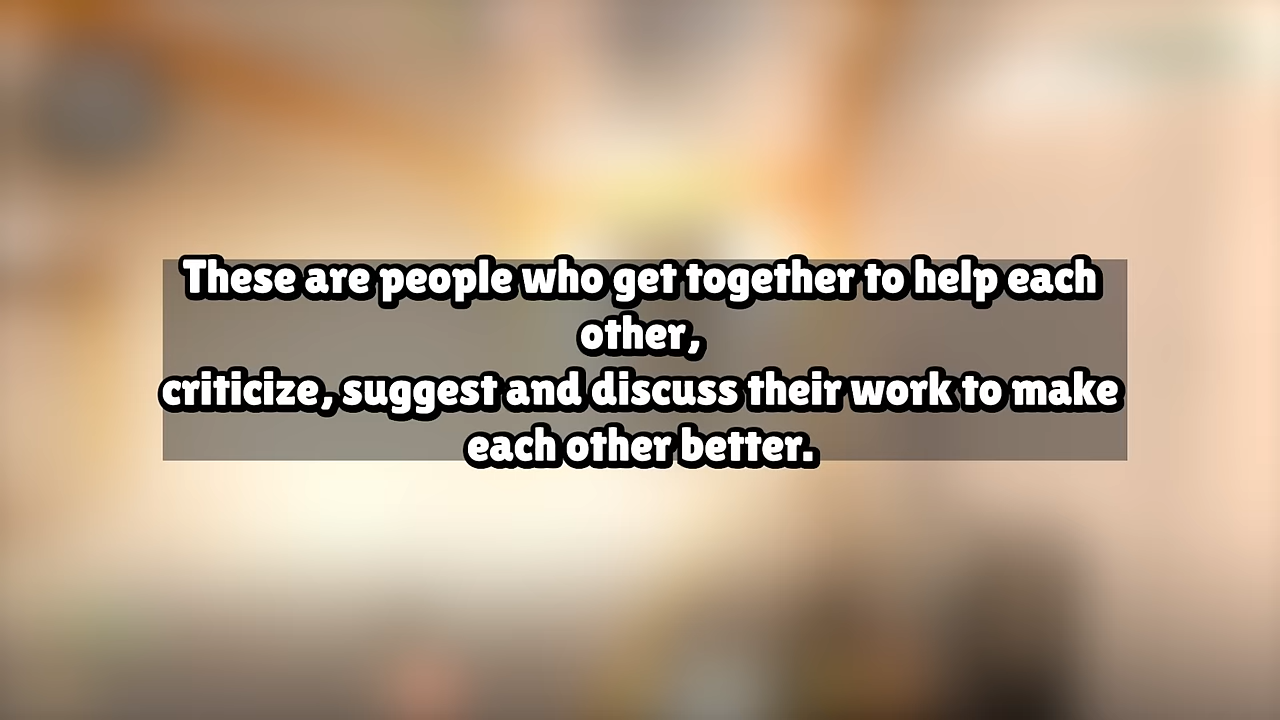 These are people who get together to help each
other,
criticize, suggest and discuss their work to make
each other better.